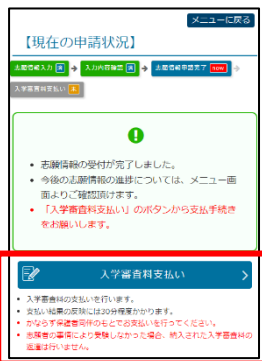 メニューに戻る
【現在の申請状況】
志願情報入力 済 → 入力内容確認 済 → 志願情報申請完了 now →
入学審査料支払い 未
・ 志願情報の受付が完了しました。
・ 今後の志願情報の進捗については、メニュー画
面よりご確認頂けます。
・ 「入学審査料支払い」のボタンから支払手続き
をお願いします。
入学審査料支払い
・ 入学審査料の支払いを行います。
・ 支払い結果の反映には30分程度かかります。
・ かならず保護者同伴のもとでお支払いを行ってください。
・ 志願者の事情により受験しなかった場合、納入された入学審査料の
返還は行いません。